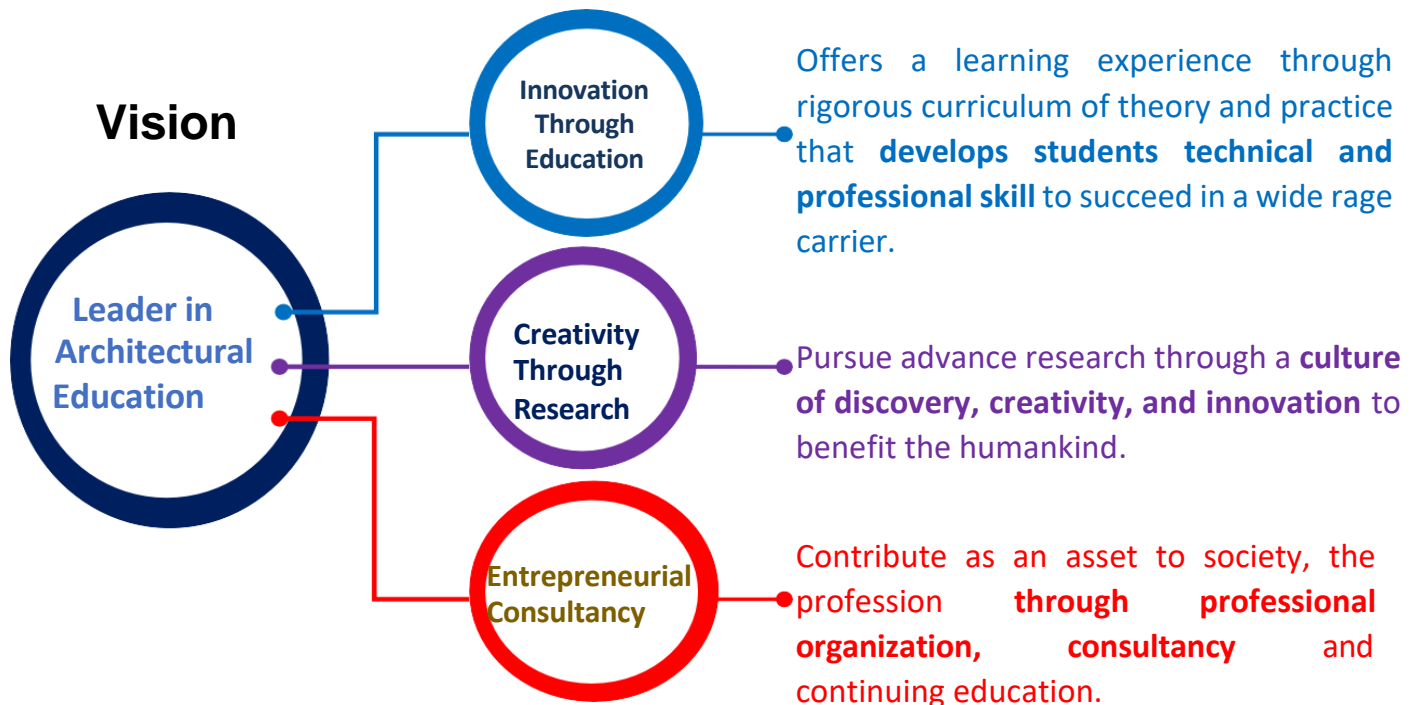 Vision
Leader in
Architectural
Education
Innovation
Through
Education
Offers a learning experience through
rigorous curriculum of theory and practice
that develops students technical and
professional skill to succeed in a wide rage
carrier.
Creativity
Through
Research
Pursue advance research through a culture
of discovery, creativity, and innovation to
benefit the humankind.
Entrepreneurial
Consultancy
Contribute as an asset to society, the
profession through professional
organization, consultancy and
continuing education.